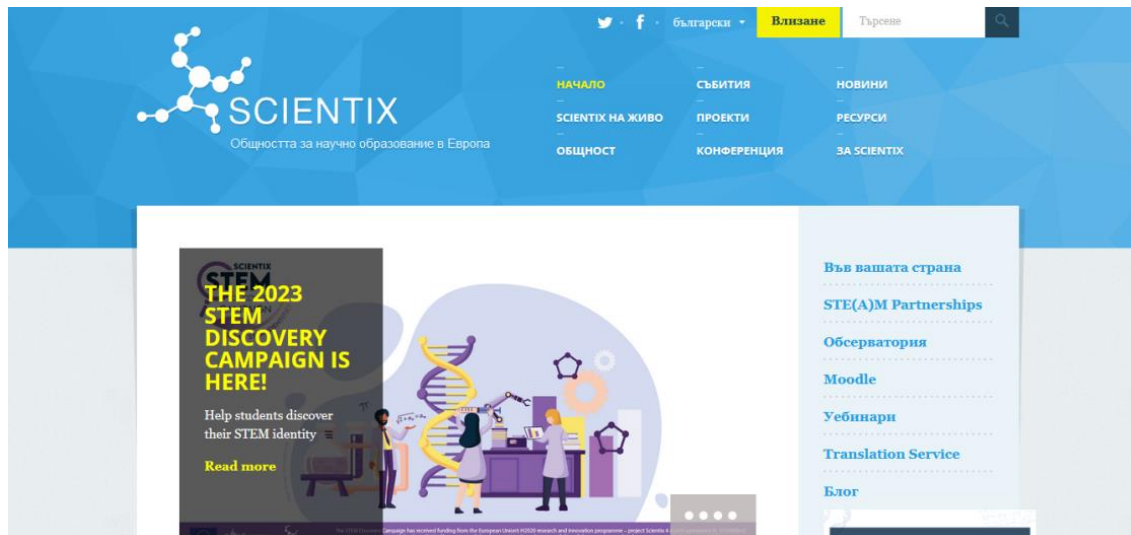 български
Влизане
Търсене
SCIENTIX
Общността за научно образование в Европа
НАЧАЛО
СЪБИТИЯ
НОВИНИ
SCIENTIX НА ЖИВО
ПРОЕКТИ
РЕСУРСИ
ОБЩНОСТ
КОНФЕРЕНЦИЯ
ЗА SCIENTIX
SCIENTIX
STEM
THE 2023
STEM
DISCOVERY
CAMPAIGN IS
HERE!
Help students discover
their STEM identity
Read more
Във вашата страна
STE(A)M Partnerships
Обсерватория
Moodle
Уебинари
Translation Service
Блог